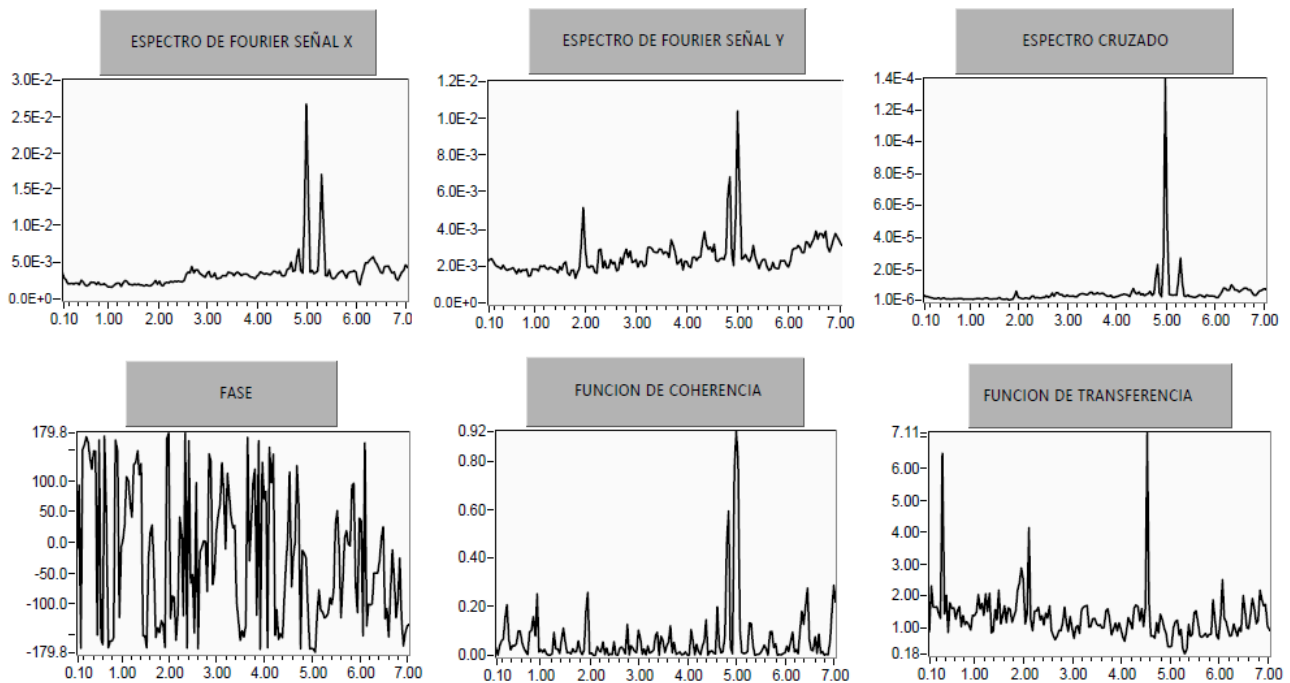 ESPECTRO DE FOURIER SEÑAL X
3.0E-2
2.5E-2
2.0E-2
1.5E-2
1.0E-2
5.0E-3
0.0E+0
0.10 1.00 2.00 3.00 4.00 5.00 6.00 7.00
ESPECTRO DE FOURIER SEÑAL Y
1.2E-2
1.0E-2
8.0E-3
6.0E-3
4.0E-3
2.0E-3
0.0E+0
0.10 1.00 2.00 3.00 4.00 5.00 6.00 7.00
ESPECTRO CRUZADO
1.4E-4
1.2E-4
1.0E-4
8.0E-5
6.0E-5
4.0E-5
2.0E-5
1.0E-6
0.10 1.00 2.00 3.00 4.00 5.00 6.00 7.00
FASE
179.8
100.0
50.0
0.0
-50.0
-100.0
-179.8
0.10 1.00 2.00 3.00 4.00 5.00 6.00 7.00
FUNCION DE COHERENCIA
0.92
0.80
0.60
0.40
0.20
0.00
0.10 1.00 2.00 3.00 4.00 5.00 6.00 7.00
FUNCION DE TRANSFERENCIA
7.11
6.00
5.00
4.00
3.00
2.00
1.00
0.18
0.10 1.00 2.00 3.00 4.00 5.00 6.00 7.00